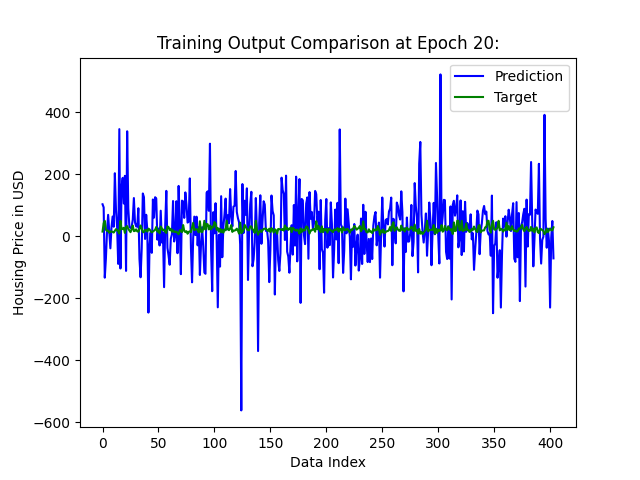 Training Output Comparison at Epoch 20:
Prediction
Target
400
200
0
−200
−400
−600
Housing Price in USD
0 50 100 150 200 250 300 350 400
Data Index